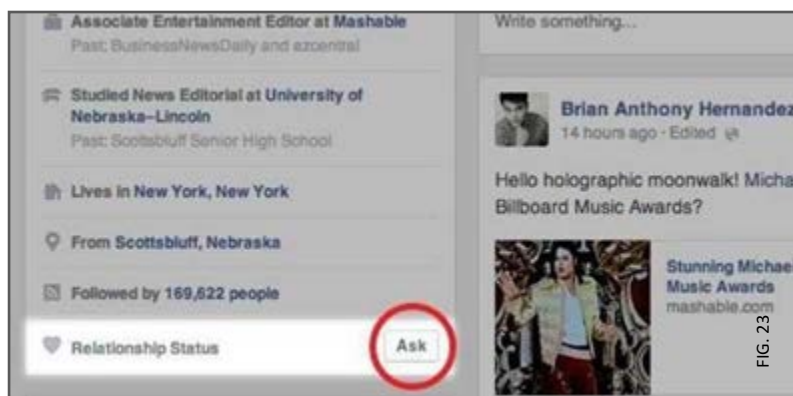 Associate Entertainment Editor at Mashable
Past: BusinessNewsDaily and ezcentral
Studied News Editorial at University of
Nebraska–Lincoln
Past: Scottsbluff Senior High School
Lives in New York, New York
From Scottsbluff, Nebraska
Followed by 169,622 people
Relationship Status
Ask
Write something...
Brian Anthony Hernandez
14 hours ago · Edited
Hello holographic moonwalk! Micha
Billboard Music Awards?
Stunning Michae
Music Awards
mashable.com
FIG. 23